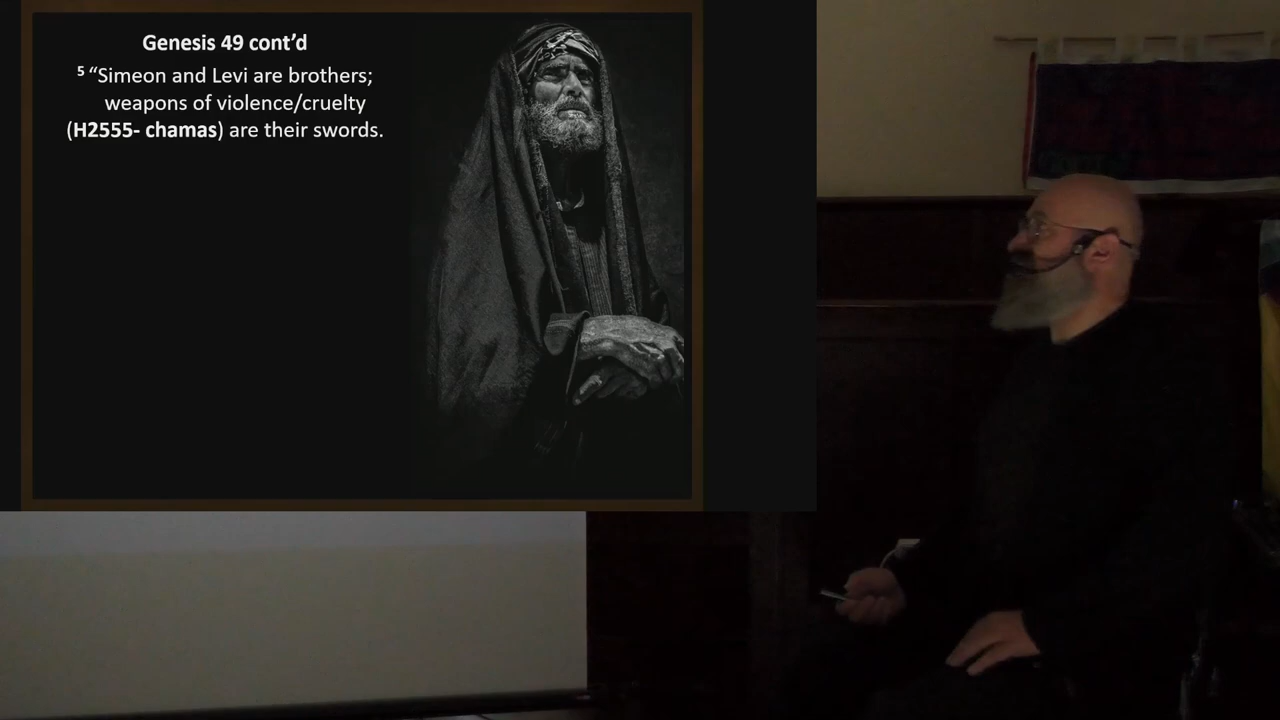 Genesis 49 cont’d
5 “Simeon and Levi are brothers;
weapons of violence/cruelty
(H2555- chamas) are their swords.